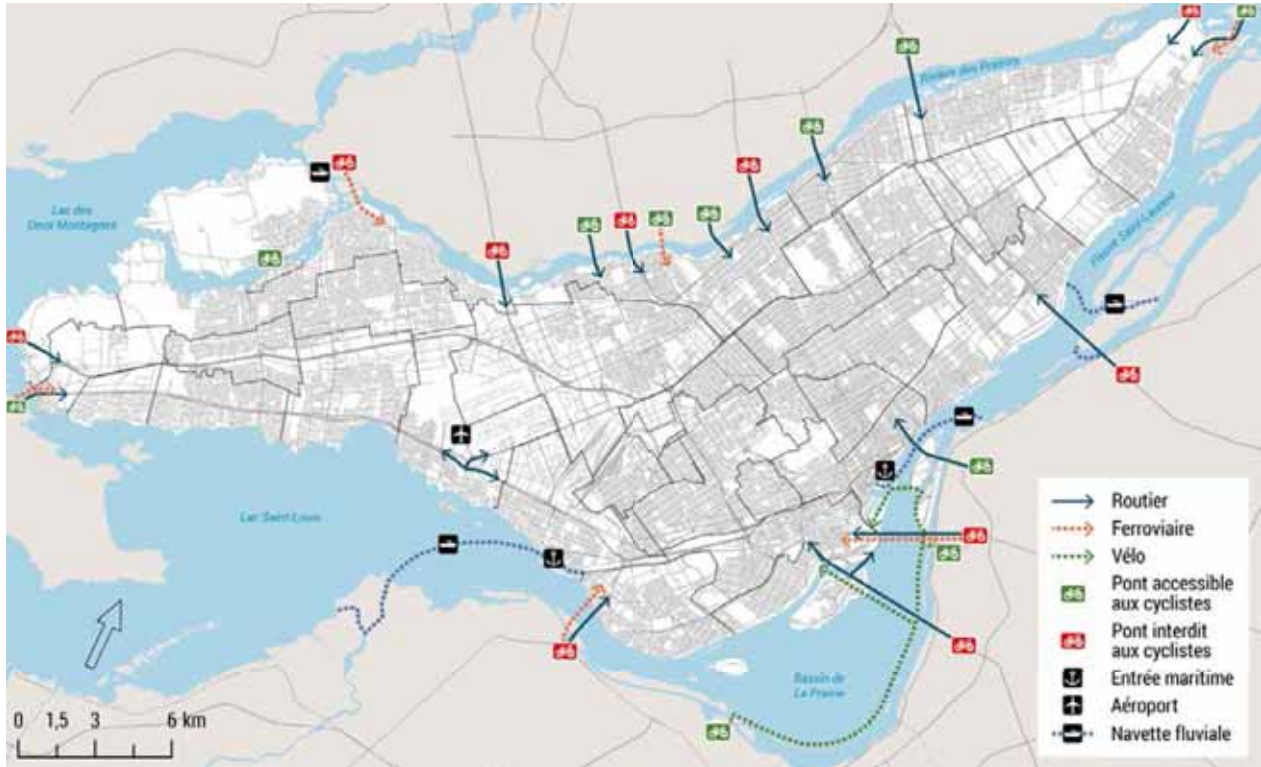 Rivière des Prairies
Lac des
Deux Montagnes
Fleuve Saint-Laurent
Lac Saint-Louis
Bassin de
La Prairie
0 1,5 3 6 km
Routier
Ferroviaire
Vélo
Pont accessible
aux cyclistes
Pont interdit
aux cyclistes
Entrée maritime
Aéroport
Navette fluviale